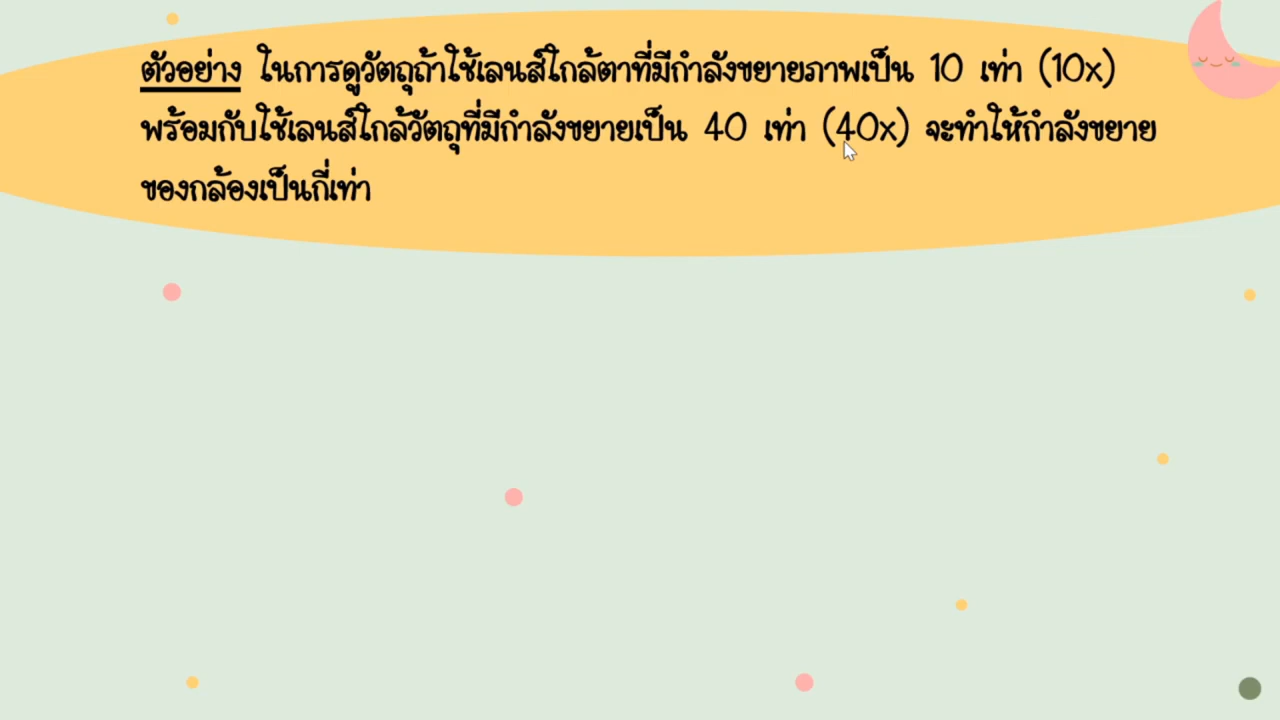 ตัวอย่าง ในการดูวัตถุถ้าใช้เลนส์ใกล้ตาที่มีกำลังขยายภาพเป็น 10 เท่า (10x)
พร้อมกับใช้เลนส์ใกล้วัตถุที่มีกำลังขยายเป็น 40 เท่า (40x) จะทำให้กำลังขยาย
ของกล้องเป็นกี่เท่า